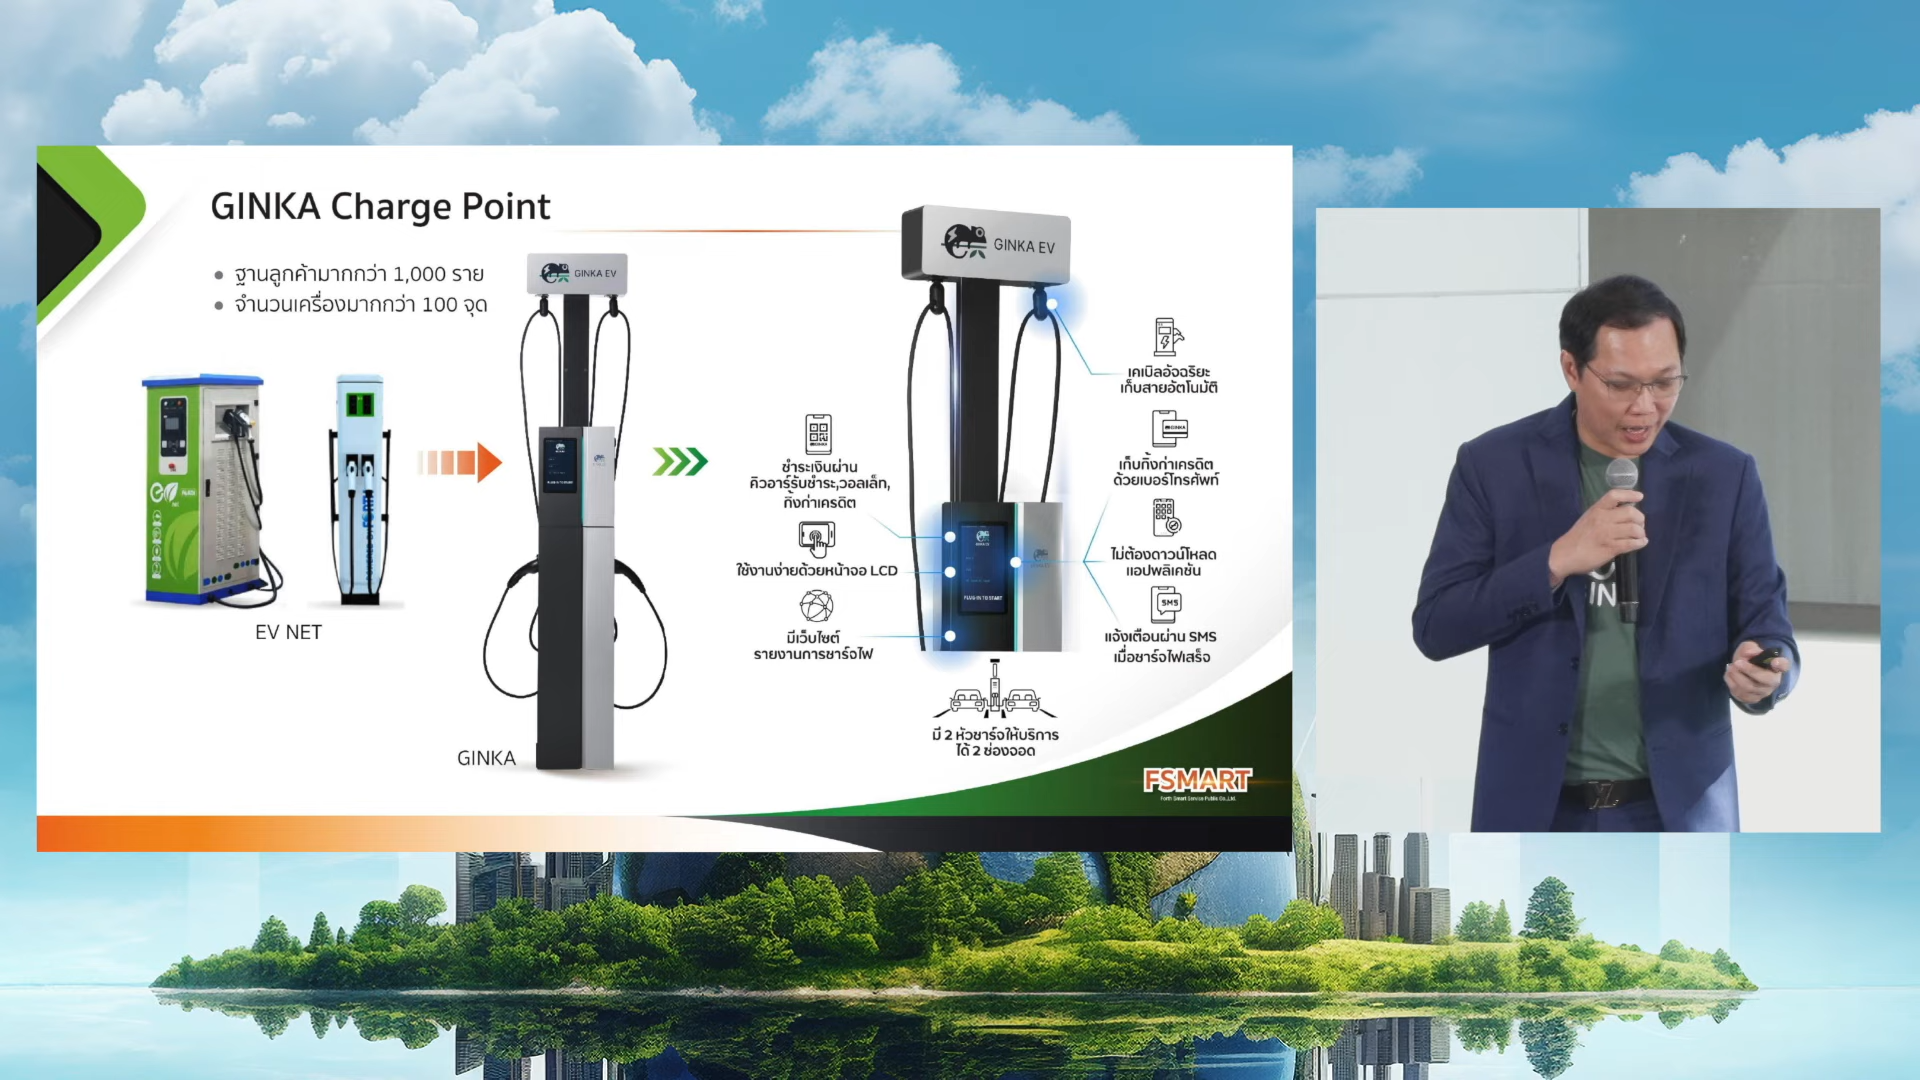 GINKA Charge Point
ฐานลูกค้ามากกว่า 1,000 ราย
จำนวนเครื่องมากกว่า 100 จุด
EV NET
GINKA EV
GINKA
GINKA EV
เคเบิลอัจฉริยะ
เก็บสายอัตโนมัติ
ชำระเงินผ่าน
คิวอาร์รับชำระ,วอลเล็ท,
กิ้งก่าเครดิต
ใช้งานง่ายด้วยหน้าจอ LCD
มีเว็บไซต์
รายงานการชาร์จไฟ
PLUG-IN TO START
เก็บกิ้งก่าเครดิต
ด้วยเบอร์โทรศัพท์
ไม่ต้องดาวน์โหลด
แอปพลิเคชัน
SMS
แจ้งเตือนผ่าน SMS
เมื่อชาร์จไฟเสร็จ
มี 2 หัวชาร์จให้บริการ
ได้ 2 ช่องจอด
FSMART
Forth Smart Service Public Co.,Ltd.